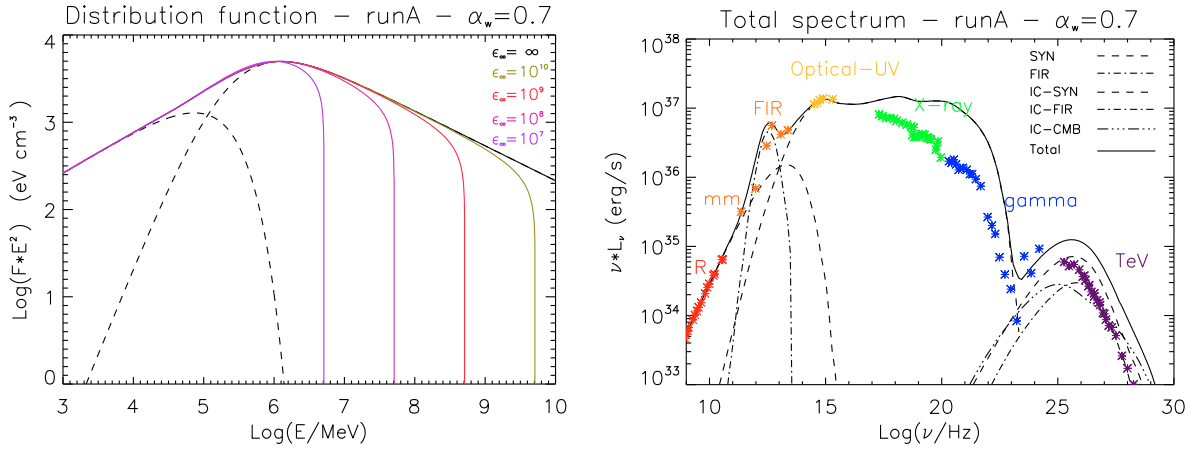 Distribution function − runA − α_w=0.7
Log(F*E²) (eV cm⁻³)
4
3
2
1
0
ϵ∞= ∞
ϵ∞=10¹⁰
ϵ∞=10⁹
ϵ∞=10⁸
ϵ∞=10⁷
3 4 5 6 7 8 9 10
Log(E/MeV)
Total spectrum − runA − α_w=0.7
ν*L_ν (erg/s)
10³⁸
10³⁷
10³⁶
10³⁵
10³⁴
10³³
Optical−UV
FIR
X−ray
mm
gamma
R
TeV
SYN
FIR
IC−SYN
IC−FIR
IC−CMB
Total
10 15 20 25 30
Log(ν/Hz)